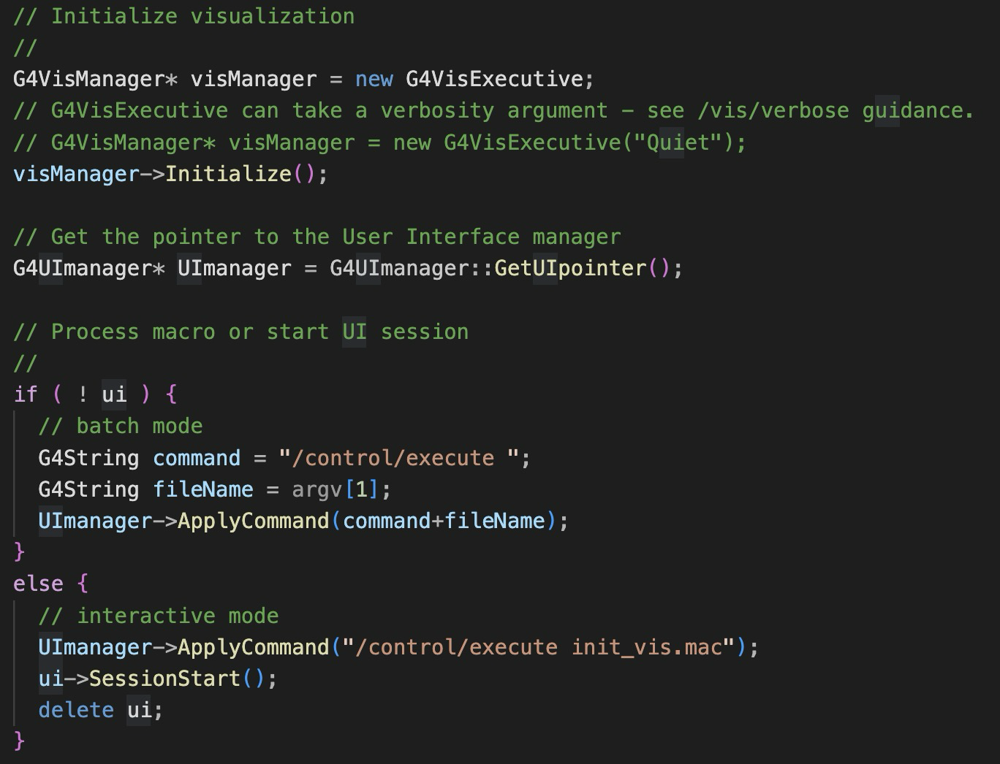 // Initialize visualization
//
G4VisManager* visManager = new G4VisExecutive;
// G4VisExecutive can take a verbosity argument - see /vis/verbose guidance.
// G4VisManager* visManager = new G4VisExecutive("Quiet");
visManager->Initialize();

// Get the pointer to the User Interface manager
G4UImanager* UImanager = G4UImanager::GetUIpointer();

// Process macro or start UI session
//
if ( ! ui ) {
  // batch mode
  G4String command = "/control/execute ";
  G4String fileName = argv[1];
  UImanager->ApplyCommand(command+fileName);
}
else {
  // interactive mode
  UImanager->ApplyCommand("/control/execute init_vis.mac");
  ui->SessionStart();
  delete ui;
}